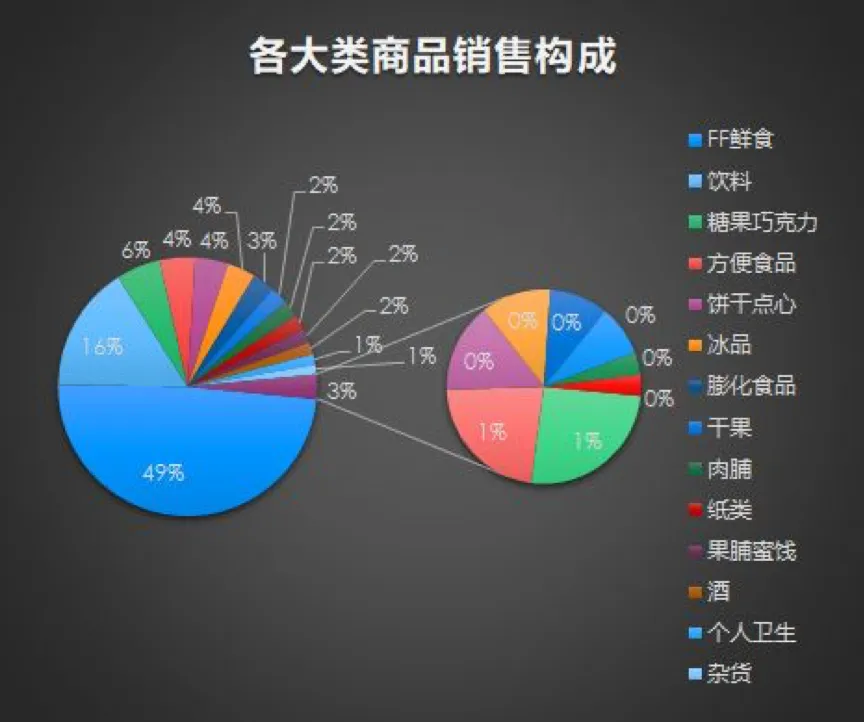 各大类商品销售构成
2%
4%
2%
4%
4%
3%
6%
2%
2%
2%
1%
1%
16%
3%
49%
0%
0%
0%
0%
0%
0%
1%
1%
FF鲜食
饮料
糖果巧克力
方便食品
饼干点心
冰品
膨化食品
干果
肉脯
纸类
果脯蜜饯
酒
个人卫生
杂货